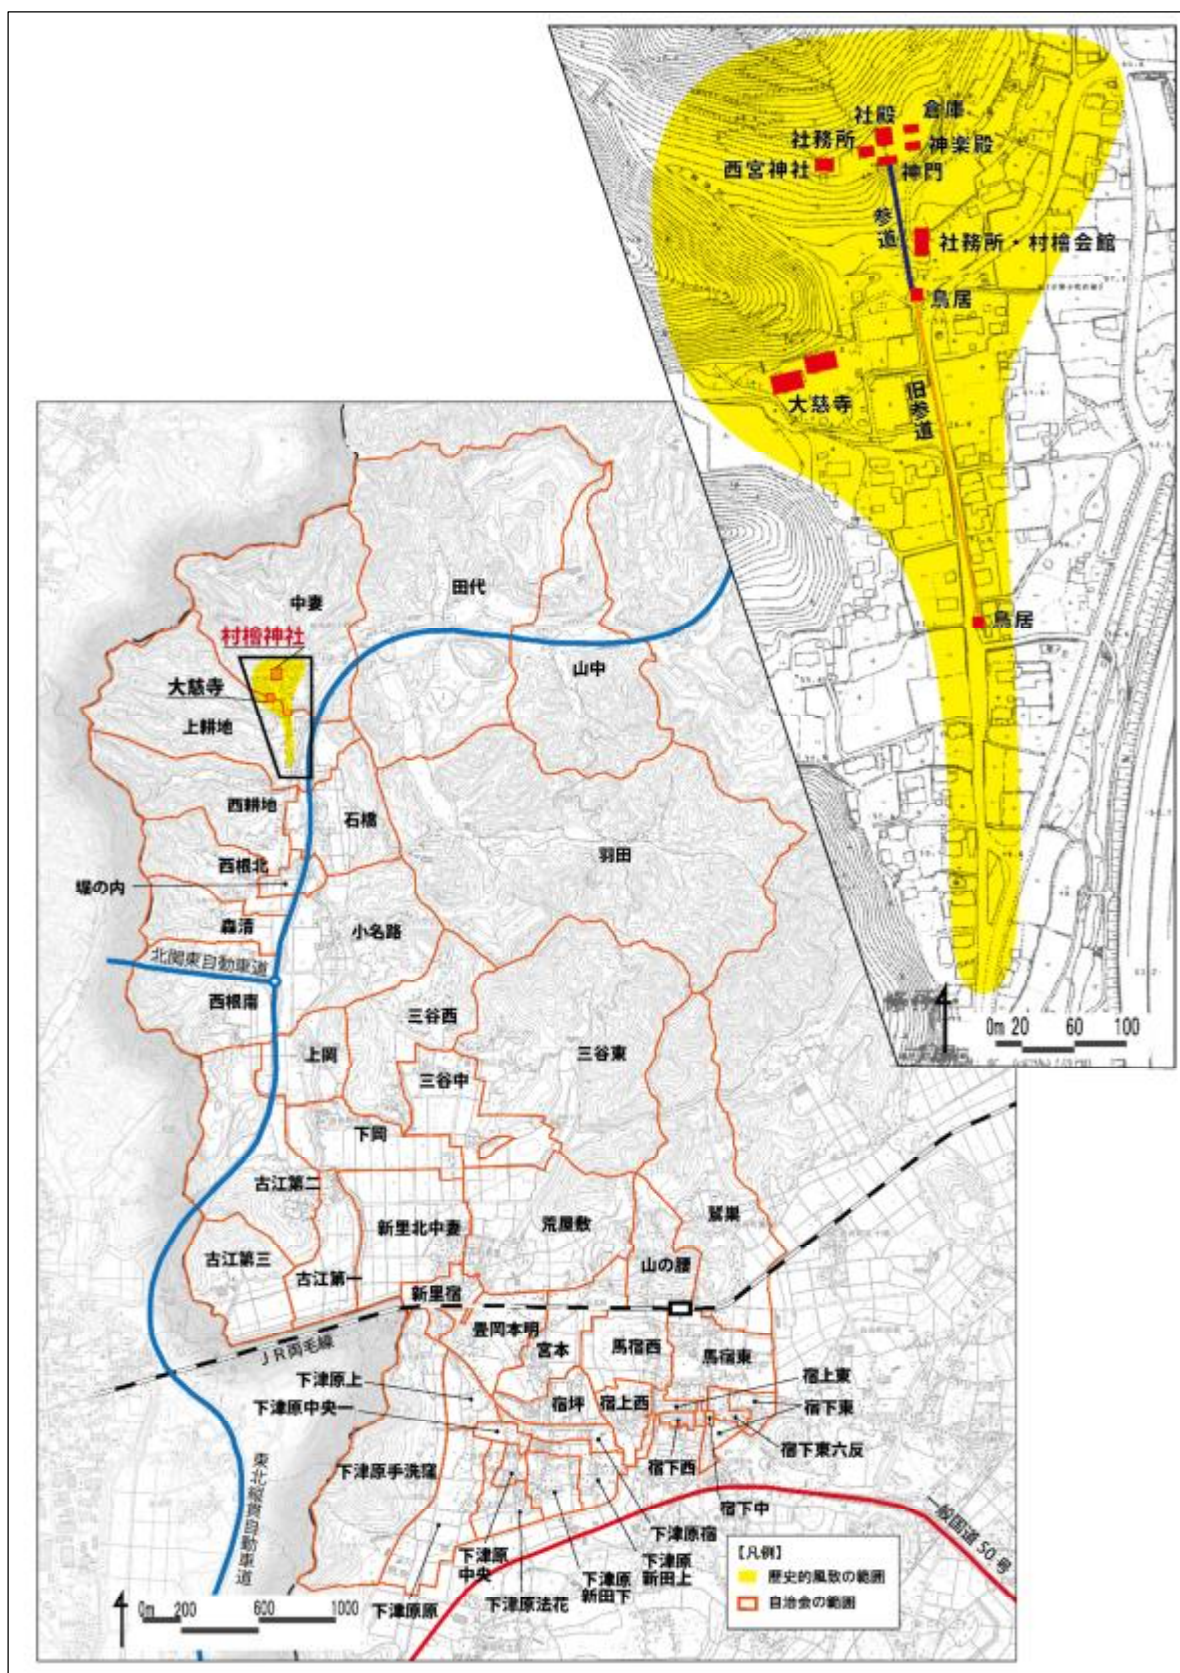 社殿
倉庫
社務所
神楽殿
西宮神社
神門
参道
社務所・村檜会館
鳥居
大慈寺
旧参道
鳥居
0m 20 60 100
中妻
田代
村檜神社
山中
大慈寺
上耕地
西耕地
石橋
羽田
西根北
堀の内
森清
小名路
北関東自動車道
西根南
三谷西
上岡
三谷東
三谷中
下岡
古江第二
新里北中妻
荒屋敷
鷲巣
古江第三
古江第一
山の腰
新里宿
畳岡本明
JR両毛線
宮本
馬宿西
馬宿東
下津原上
宿上東
下津原中央一
宿坪
宿上西
宿下東
宿下東六反
下津原手洗窪
宿下西
宿下中
東北縦貫自動車道
下津原宿
一般国道50号
下津原
中央
下津原
新田上
下津原
新田下
下津原原
下津原法花
0m 200 600 1000
【凡例】
歴史的風致の範囲
自治会の範囲